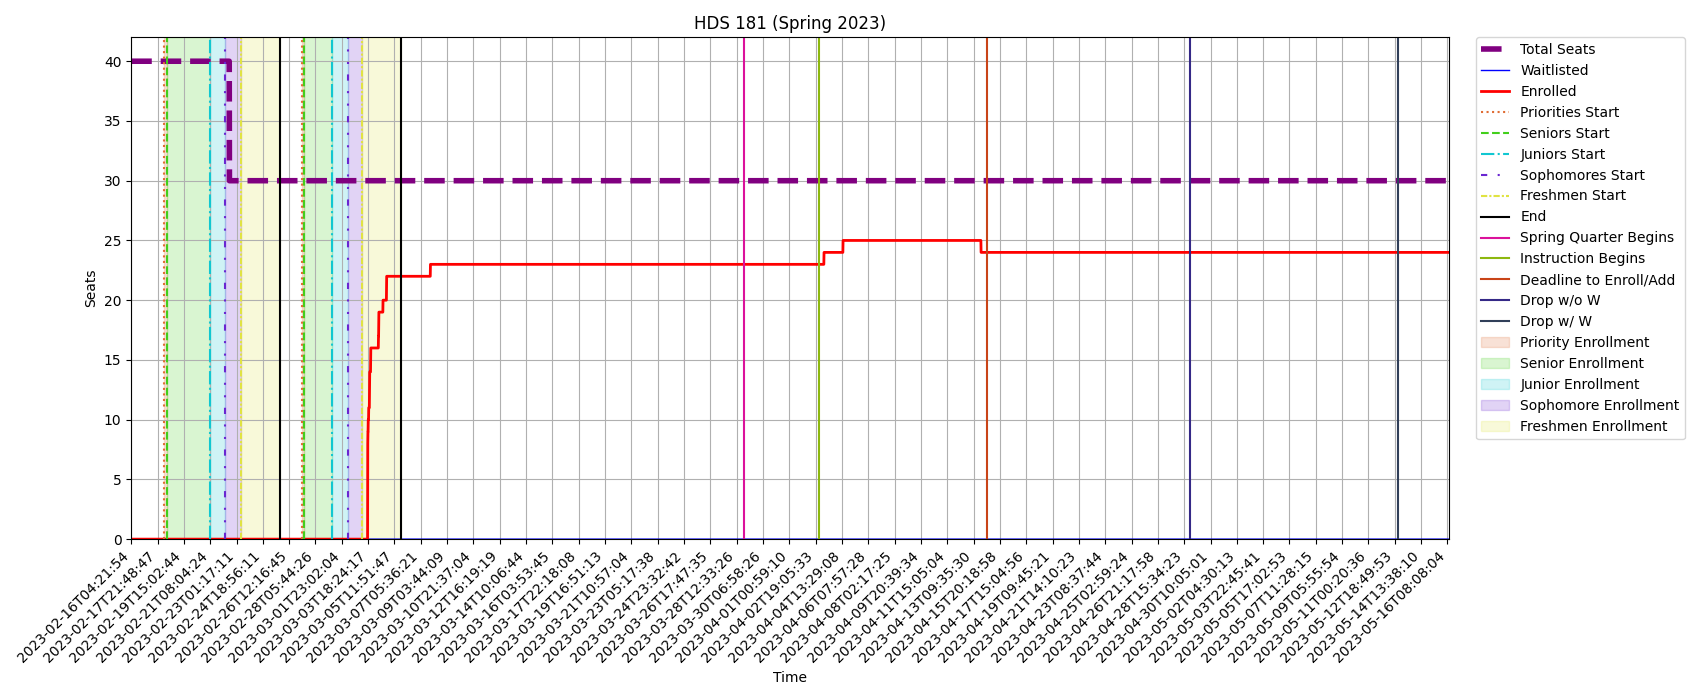 HDS 181 (Spring 2023)
40
35
30
25
20
15
10
5
0
Seats
2023-02-16T04:21:54
2023-02-17T21:48:47
2023-02-19T15:02:44
2023-02-21T08:04:24
2023-02-23T01:17:11
2023-02-24T18:56:11
2023-02-26T12:16:45
2023-02-28T05:44:26
2023-03-01T23:02:04
2023-03-03T18:24:17
2023-03-05T11:51:47
2023-03-07T05:36:21
2023-03-09T03:44:09
2023-03-10T21:37:04
2023-03-12T16:19:19
2023-03-14T10:06:44
2023-03-16T03:53:45
2023-03-17T22:18:08
2023-03-19T16:51:13
2023-03-21T10:57:04
2023-03-23T05:17:38
2023-03-24T23:32:42
2023-03-26T17:47:35
2023-03-28T12:33:26
2023-03-30T06:58:26
2023-04-01T00:59:10
2023-04-02T19:05:33
2023-04-04T13:29:08
2023-04-06T07:57:28
2023-04-08T02:17:25
2023-04-09T20:39:34
2023-04-11T15:05:04
2023-04-13T09:35:30
2023-04-15T20:18:58
2023-04-17T15:04:56
2023-04-19T09:45:21
2023-04-21T14:10:23
2023-04-23T08:37:44
2023-04-25T02:59:24
2023-04-26T21:17:58
2023-04-28T15:34:23
2023-04-30T10:05:01
2023-05-02T04:30:13
2023-05-03T22:45:41
2023-05-05T17:02:53
2023-05-07T11:28:15
2023-05-09T05:55:54
2023-05-11T00:20:36
2023-05-12T18:49:53
2023-05-14T13:38:10
2023-05-16T08:08:04
Time
Total Seats
Waitlisted
Enrolled
Priorities Start
Seniors Start
Juniors Start
Sophomores Start
Freshmen Start
End
Spring Quarter Begins
Instruction Begins
Deadline to Enroll/Add
Drop w/o W
Drop w/ W
Priority Enrollment
Senior Enrollment
Junior Enrollment
Sophomore Enrollment
Freshmen Enrollment